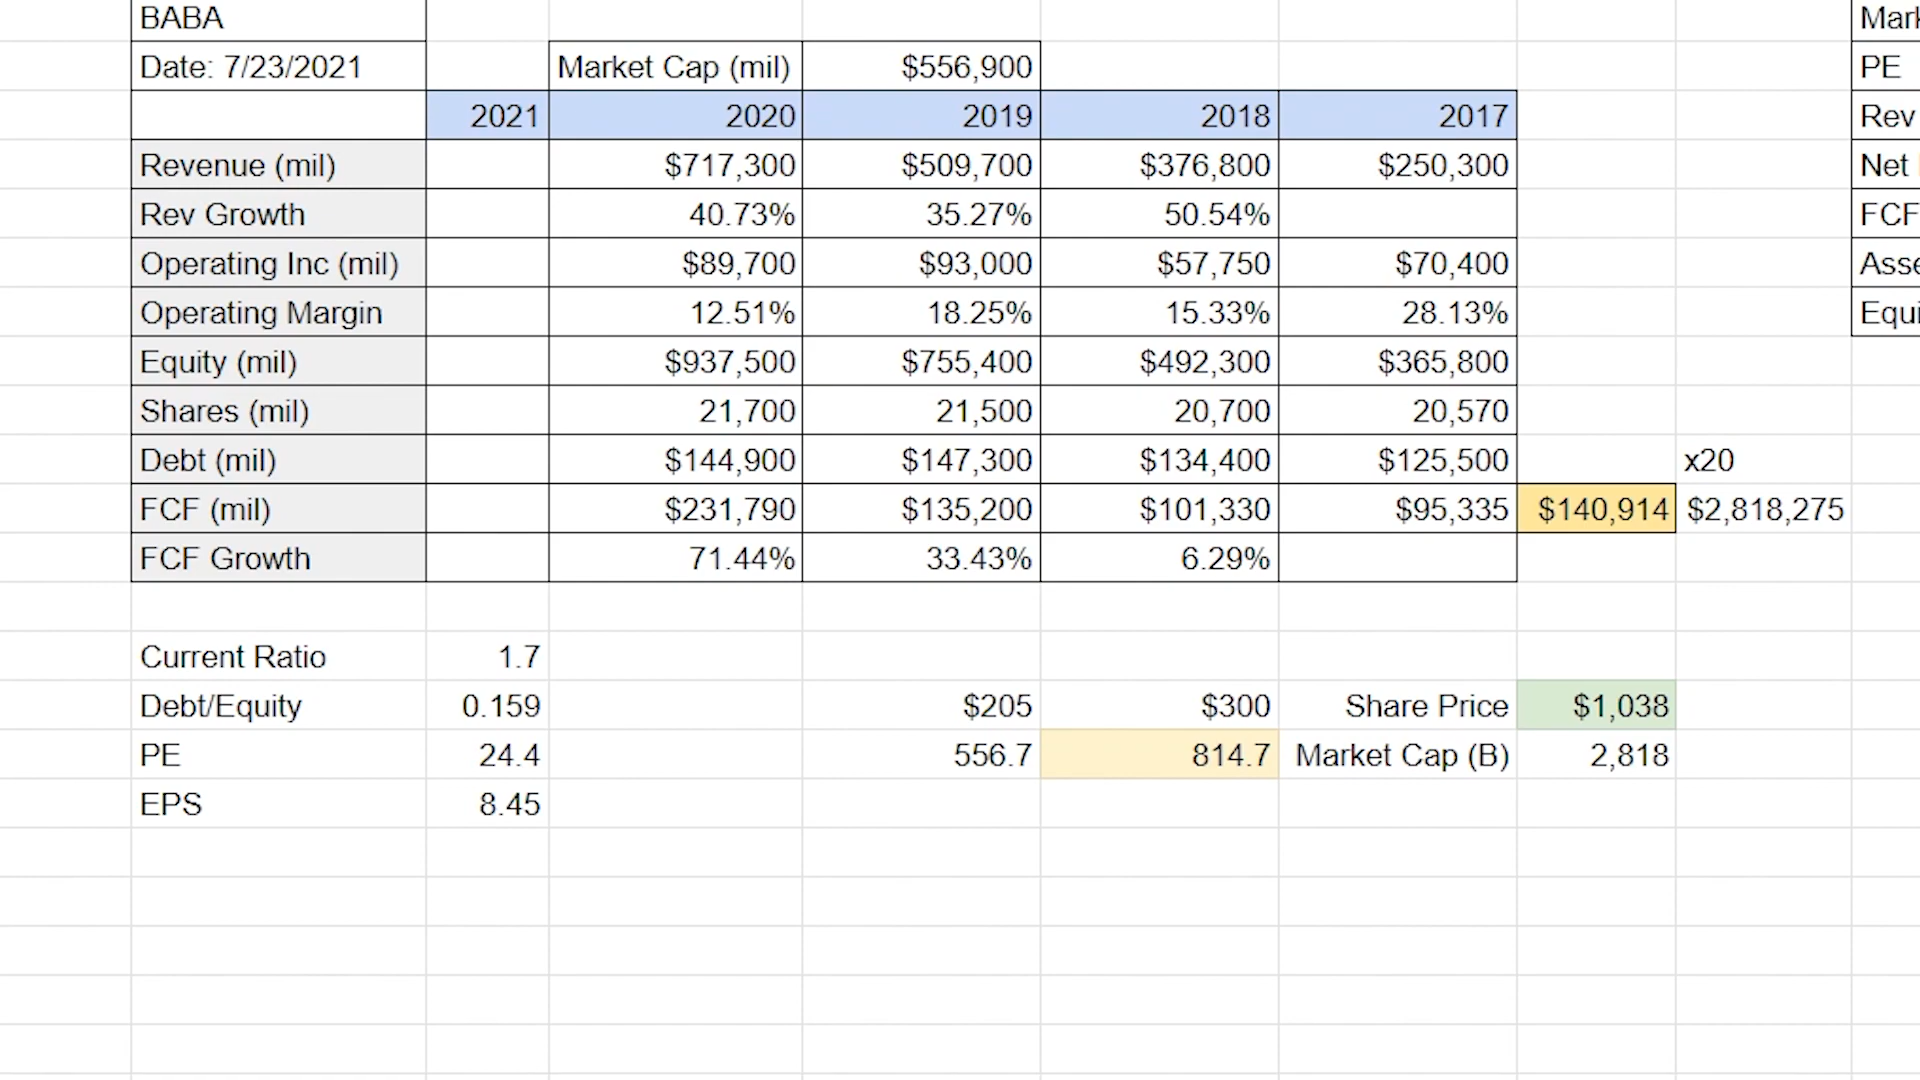 BABA
Date: 7/23/2021 Market Cap (mil) $556,900 PE
2021 2020 2019 2018 2017 Rev
Revenue (mil) $717,300 $509,700 $376,800 $250,300 Net
Rev Growth 40.73% 35.27% 50.54% FCF
Operating Inc (mil) $89,700 $93,000 $57,750 $70,400
Operating Margin 12.51% 18.25% 15.33% 28.13%
Equity (mil) $937,500 $755,400 $492,300 $365,800
Shares (mil) 21,700 21,500 20,700 20,570
Debt (mil) $144,900 $147,300 $134,400 $125,500 x20
FCF (mil) $231,790 $135,200 $101,330 $95,335 $140,914 $2,818,275
FCF Growth 71.44% 33.43% 6.29%
Current Ratio 1.7
Debt/Equity 0.159 $205 $300 Share Price $1,038
PE 24.4 556.7 814.7 Market Cap (B) 2,818
EPS 8.45